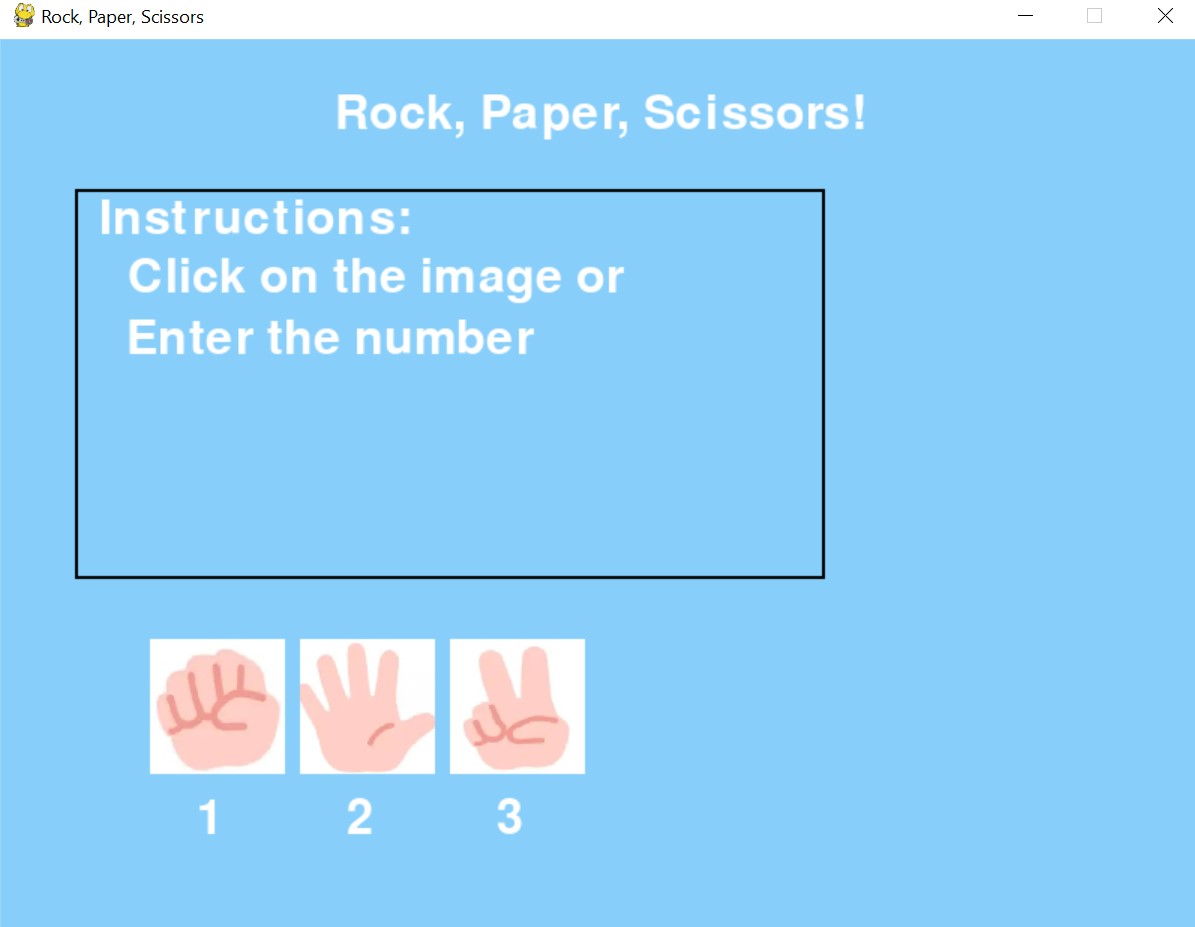 Rock, Paper, Scissors
Rock, Paper, Scissors!
Instructions:
Click on the image or
Enter the number
1 2 3